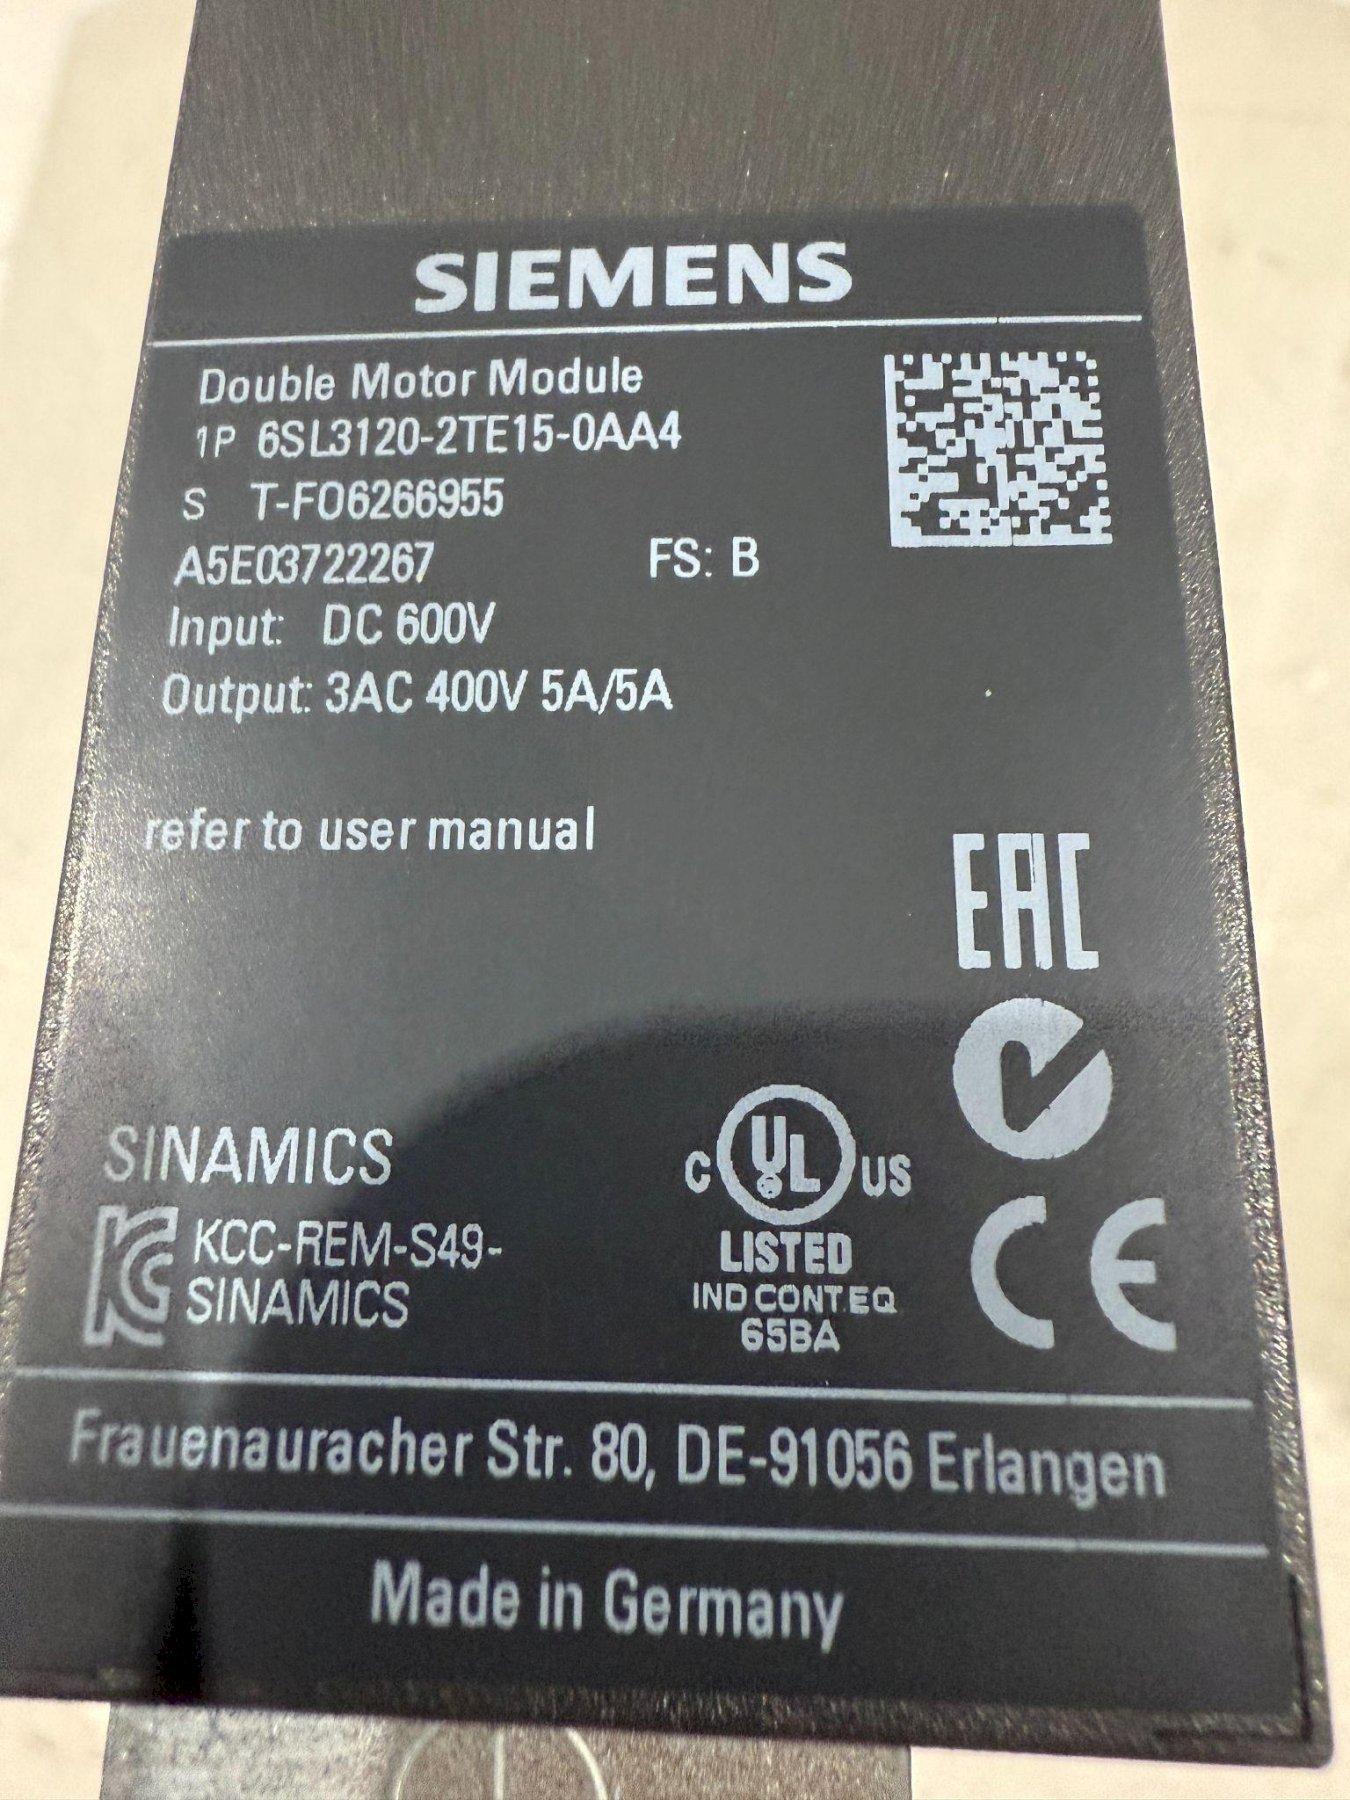 SIEMENS
Double Motor Module
1P 6SL3120-2TE15-0AA4
S T-FO6266955
A5E03722267 FS: B
Input: DC 600V
Output: 3AC 400V 5A/5A
refer to user manual
EAC
SINAMICS
C UL US
LISTED
IND CONT.EQ
65BA
KCC-REM-S49-
SINAMICS
CE
Frauenauracher Str. 80, DE-91056 Erlangen
Made in Germany